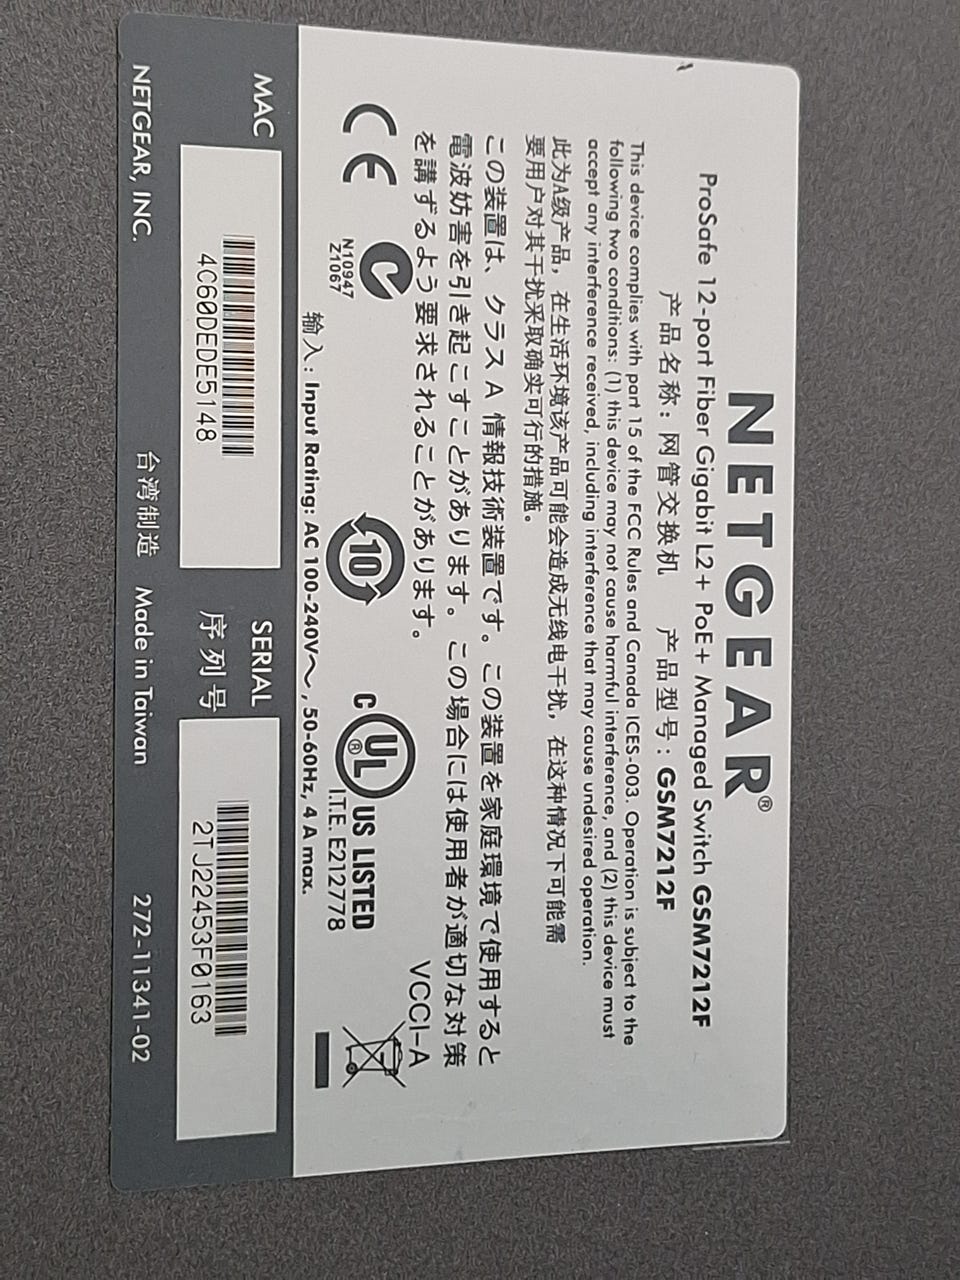 NETGEAR®
ProSafe 12-port Fiber Gigabit L2+ PoE+ Managed Switch GSM7212F
产品名称: 网管交换机 产品型号: GSM7212F
This device complies with part 15 of the FCC Rules and Canada ICES-003. Operation is subject to the
following two conditions: (1) this device may not cause harmful interference, and (2) this device must
accept any interference received, including interference that may cause undesired operation.
此为A级产品，在生活环境该产品可能会造成无线电干扰，在这种情况下可能需
要用户对其干扰采取确实可行的措施。
この装置は、クラス A 情報技術装置です。この装置を家庭環境で使用すると
電波妨害を引き起こすことがあります。この場合には使用者が適切な対策
を講ずるよう要求されることがあります。
VCCI-A
CE
N10947
Z1067
10
C UL® US LISTED
I.T.E. E212778
输入: Input Rating: AC 100-240V～, 50-60Hz, 4 A max.
MAC
4C60DEDE5148
SERIAL
序列号
2TJ22453F0163
NETGEAR, INC.
台湾制造 Made in Taiwan
272-11341-02